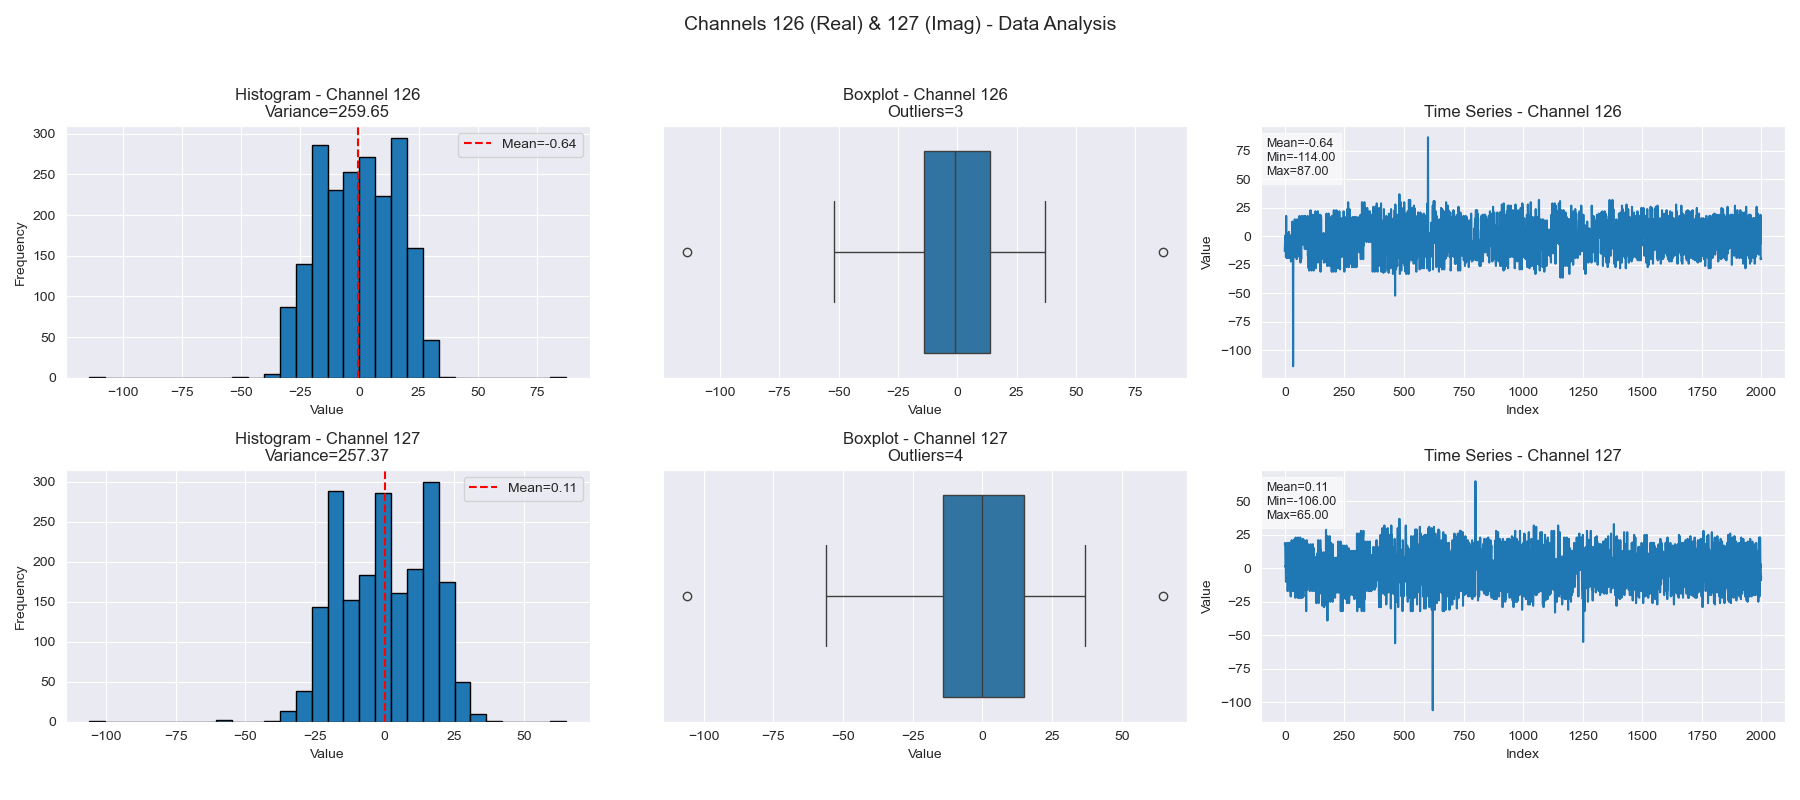 Channels 126 (Real) & 127 (Imag) - Data Analysis
Histogram - Channel 126
Variance=259.65
Mean=-0.64
Frequency
300
250
200
150
100
50
0
−100 −75 −50 −25 0 25 50 75
Value
Boxplot - Channel 126
Outliers=3
−100 −75 −50 −25 0 25 50 75
Value
Time Series - Channel 126
Mean=-0.64
Min=-114.00
Max=87.00
Value
75
50
25
0
−25
−50
−75
−100
0 250 500 750 1000 1250 1500 1750 2000
Index
Histogram - Channel 127
Variance=257.37
Mean=0.11
Frequency
300
250
200
150
100
50
0
−100 −75 −50 −25 0 25 50
Value
Boxplot - Channel 127
Outliers=4
−100 −75 −50 −25 0 25 50
Value
Time Series - Channel 127
Mean=0.11
Min=-106.00
Max=65.00
Value
50
25
0
−25
−50
−75
−100
0 250 500 750 1000 1250 1500 1750 2000
Index